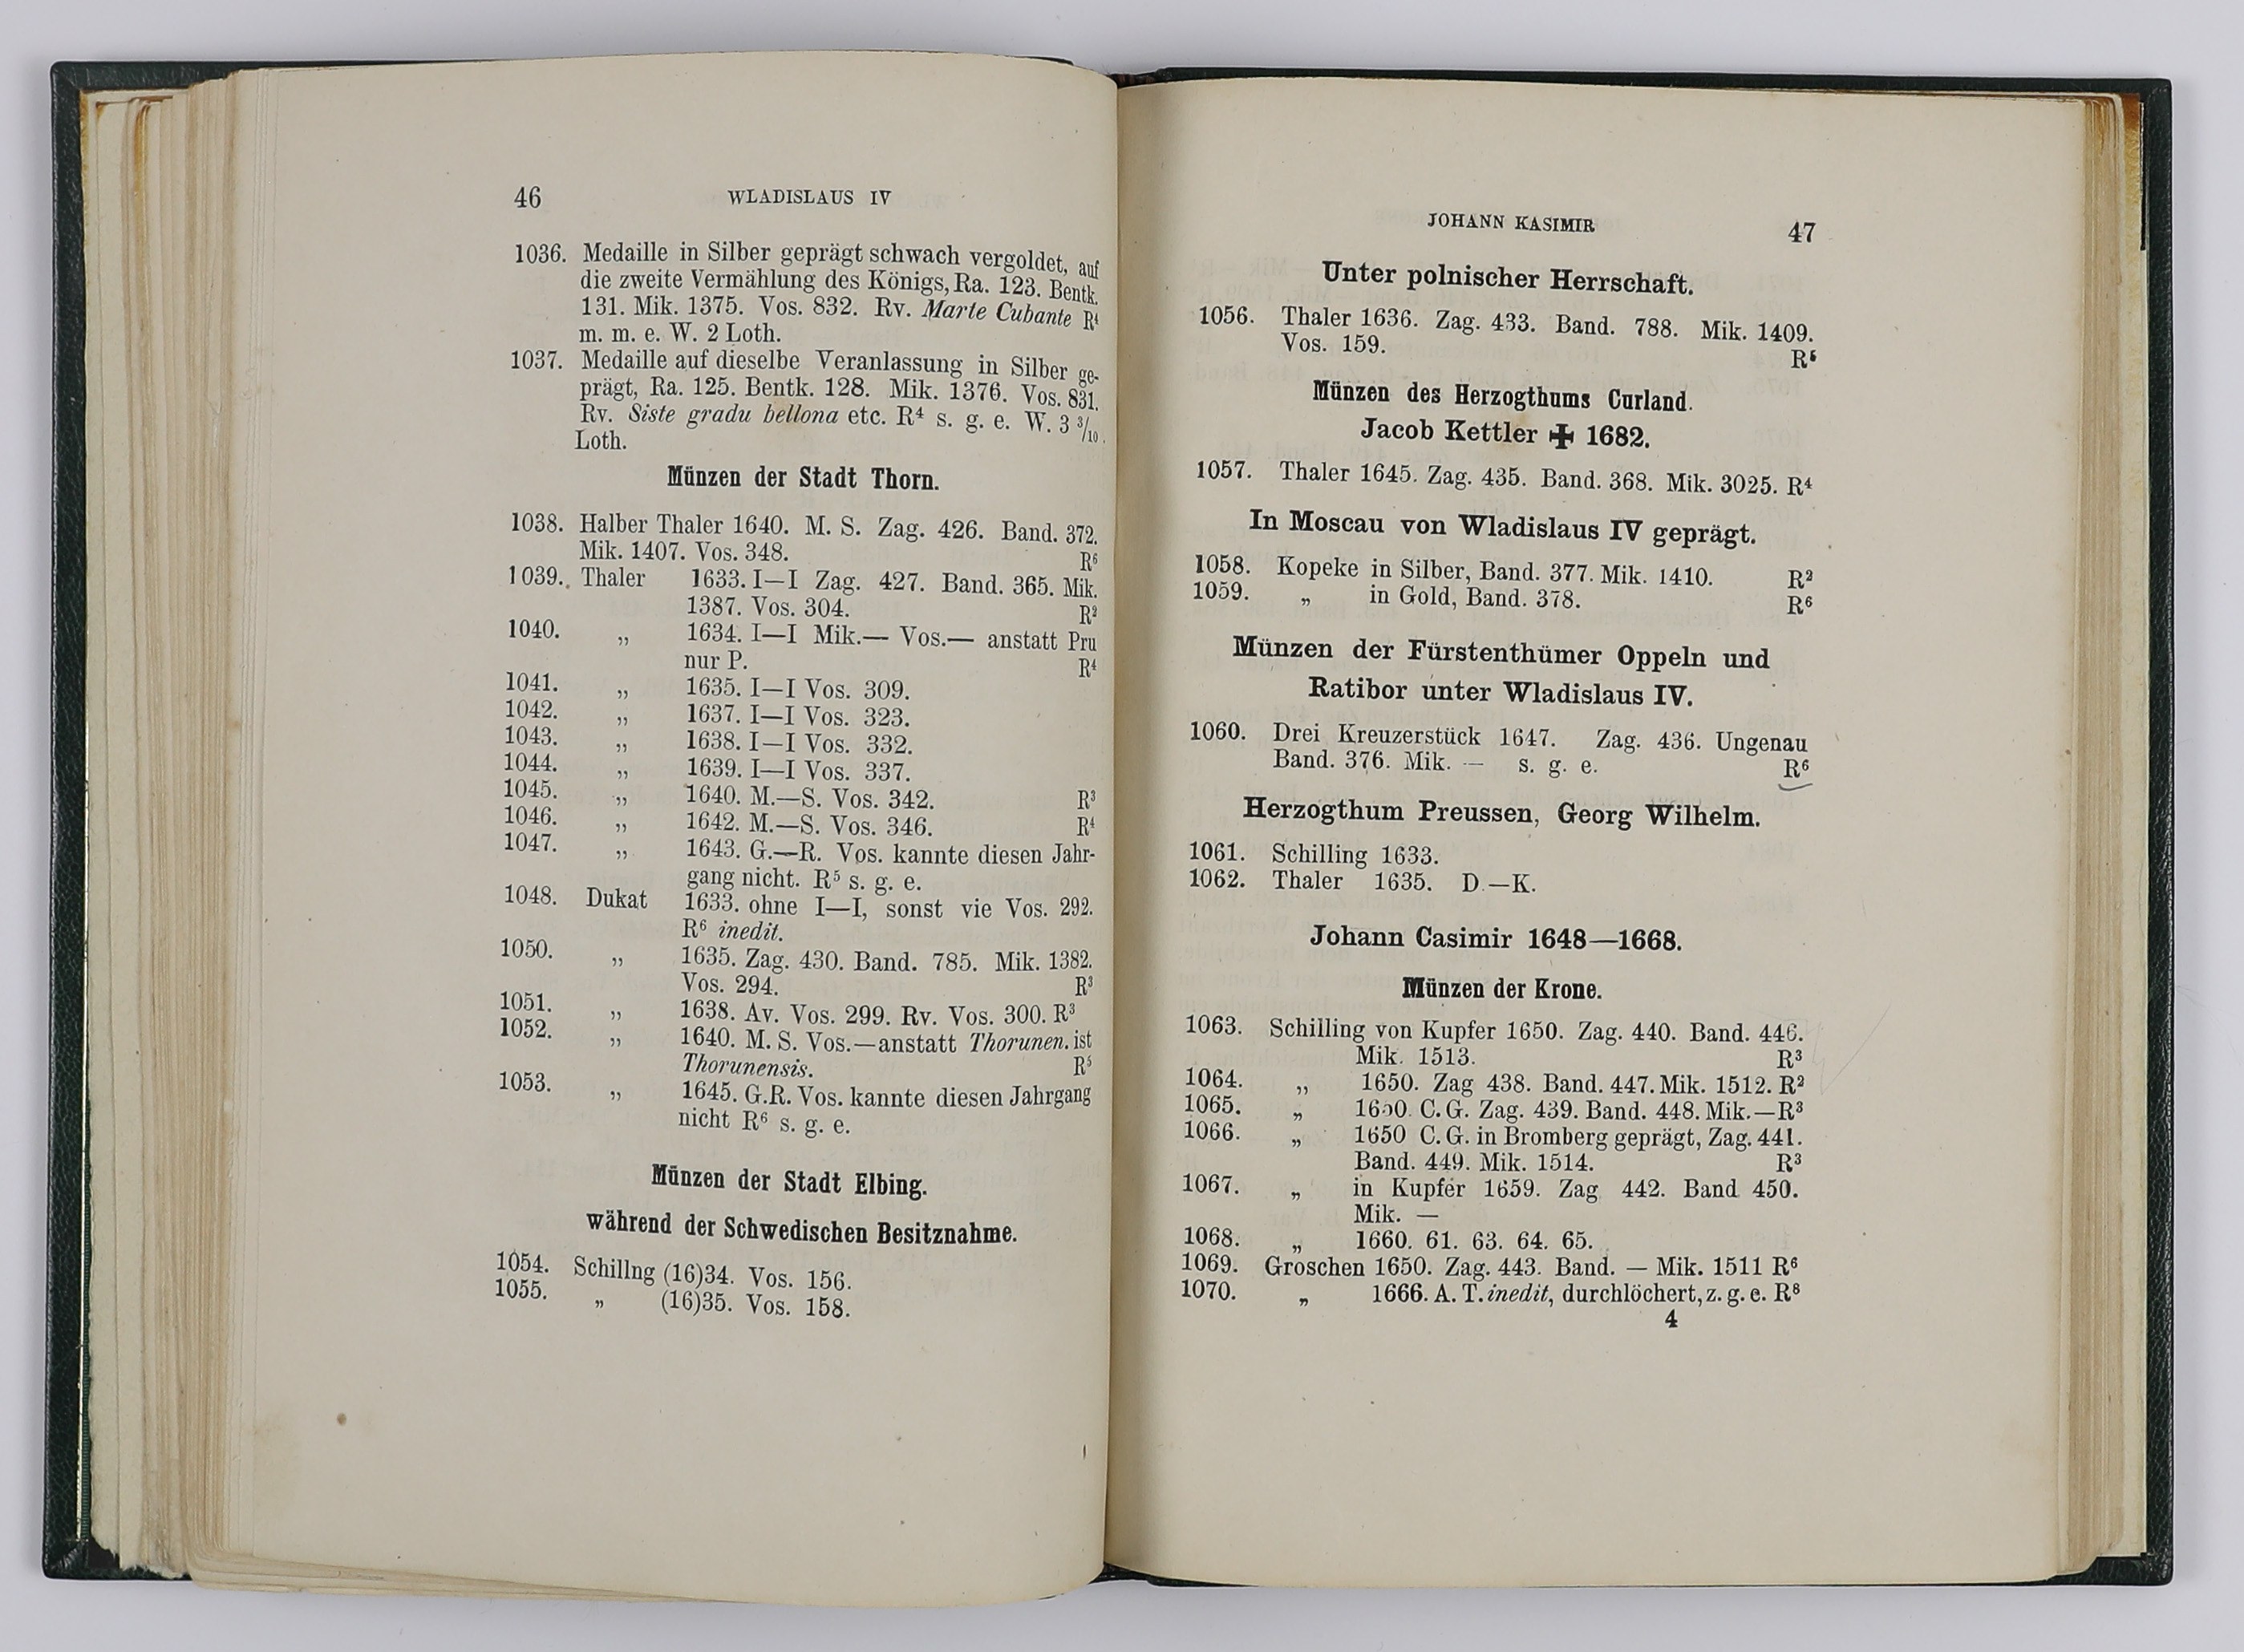 46 WLADISLAUS IV
1036. Medaille in Silber geprägt schwach vergoldet, auf
die zweite Vermählung des Königs, Ra. 123. Bentk.
131. Mik. 1375. Vos. 832. Rv. Marte Cubante R⁴
m. m. e. W. 2 Loth.
1037. Medaille auf dieselbe Veranlassung in Silber ge-
prägt, Ra. 125. Bentk. 128. Mik. 1376. Vos. 831.
Rv. Siste gradu bellona etc. R⁴ s. g. e. W. 3 3/10.
Loth.
Münzen der Stadt Thorn.
1038. Halber Thaler 1640. M. S. Zag. 426. Band. 372.
Mik. 1407. Vos. 348. R⁶
1039. Thaler 1633. I—I Zag. 427. Band. 365. Mik.
1387. Vos. 304. R²
1040. „ 1634. I—I Mik.— Vos.— anstatt Pru
nur P. R⁴
1041. „ 1635. I—I Vos. 309.
1042. „ 1637. I—I Vos. 323.
1043. „ 1638. I—I Vos. 332.
1044. „ 1639. I—I Vos. 337.
1045. „ 1640. M.—S. Vos. 342. R³
1046. „ 1642. M.—S. Vos. 346. R⁴
1047. „ 1643. G.—R. Vos. kannte diesen Jahr-
gang nicht. R⁵ s. g. e.
1048. Dukat 1633. ohne I—I, sonst vie Vos. 292.
R⁶ inedit.
1050. „ 1635. Zag. 430. Band. 785. Mik. 1382.
Vos. 294. R³
1051. „ 1638. Av. Vos. 299. Rv. Vos. 300. R³
1052. „ 1640. M. S. Vos.—anstatt Thorunen. ist
Thorunensis. R⁵
1053. „ 1645. G.R. Vos. kannte diesen Jahrgang
nicht R⁶ s. g. e.
Münzen der Stadt Elbing.
während der Schwedischen Besitznahme.
1054. Schillng (16)34. Vos. 156.
1055. „ (16)35. Vos. 158.
JOHANN KASIMIR 47
Unter polnischer Herrschaft.
1056. Thaler 1636. Zag. 433. Band. 788. Mik. 1409.
Vos. 159. R⁵
Münzen des Herzogthums Curland.
Jacob Kettler ✠ 1682.
1057. Thaler 1645. Zag. 435. Band. 368. Mik. 3025. R⁴
In Moscau von Wladislaus IV geprägt.
1058. Kopeke in Silber, Band. 377. Mik. 1410. R²
1059. „ in Gold, Band. 378. R⁶
Münzen der Fürstenthümer Oppeln und
Ratibor unter Wladislaus IV.
1060. Drei Kreuzerstück 1647. Zag. 436. Ungenau
Band. 376. Mik. — s. g. e. R⁶
Herzogthum Preussen, Georg Wilhelm.
1061. Schilling 1633.
1062. Thaler 1635. D.—K.
Johann Casimir 1648—1668.
Münzen der Krone.
1063. Schilling von Kupfer 1650. Zag. 440. Band. 446.
Mik. 1513. R³
1064. „ 1650. Zag 438. Band. 447. Mik. 1512. R²
1065. „ 1650. C. G. Zag. 439. Band. 448. Mik.—R³
1066. „ 1650 C. G. in Bromberg geprägt, Zag. 441.
Band. 449. Mik. 1514. R³
1067. „ in Kupfer 1659. Zag 442. Band 450.
Mik. —
1068. „ 1660. 61. 63. 64. 65.
1069. Groschen 1650. Zag. 443. Band. — Mik. 1511 R⁶
1070. „ 1666. A. T. inedit, durchlöchert, z. g. e. R⁸
4